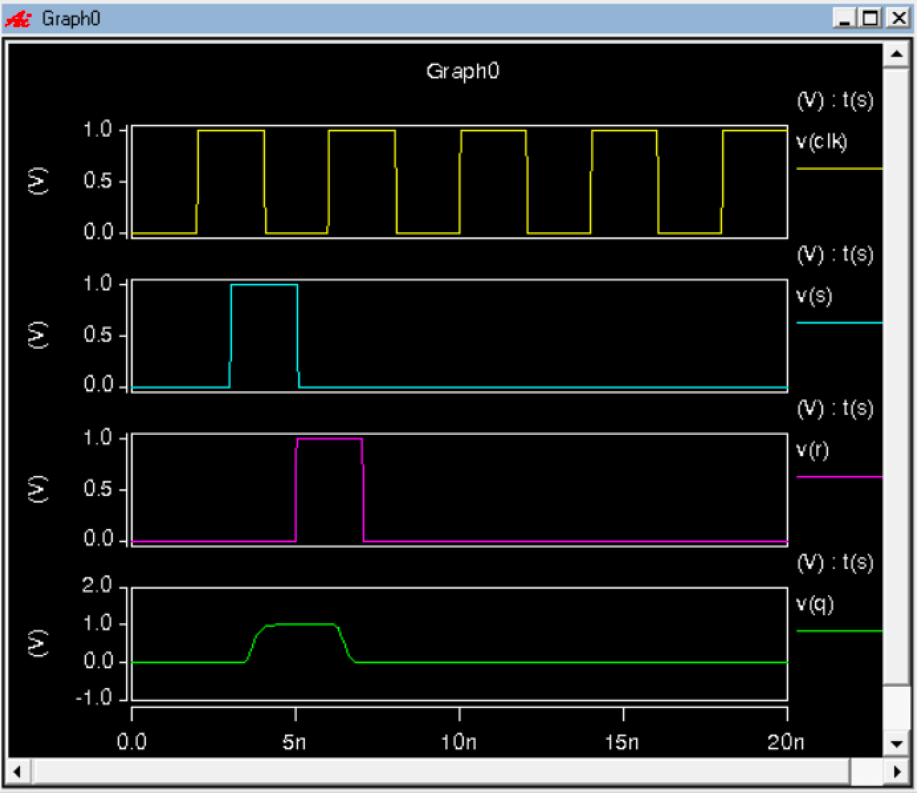 Graph0
Graph0
(V) : t(s)
v(clk)
1.0
0.5
0.0
(V)
(V) : t(s)
v(s)
1.0
0.5
0.0
(V)
(V) : t(s)
v(r)
1.0
0.5
0.0
(V)
(V) : t(s)
v(q)
2.0
1.0
0.0
-1.0
(V)
0.0 5n 10n 15n 20n